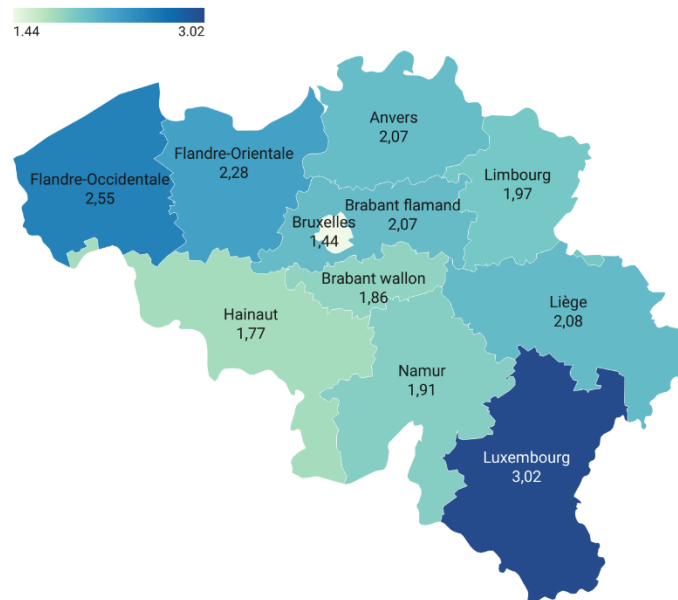 1.44 3.02
Anvers
2,07
Flandre-Orientale
2,28
Flandre-Occidentale
2,55
Limbourg
1,97
Brabant flamand
2,07
Bruxelles
1,44
Brabant wallon
1,86
Liège
2,08
Hainaut
1,77
Namur
1,91
Luxembourg
3,02